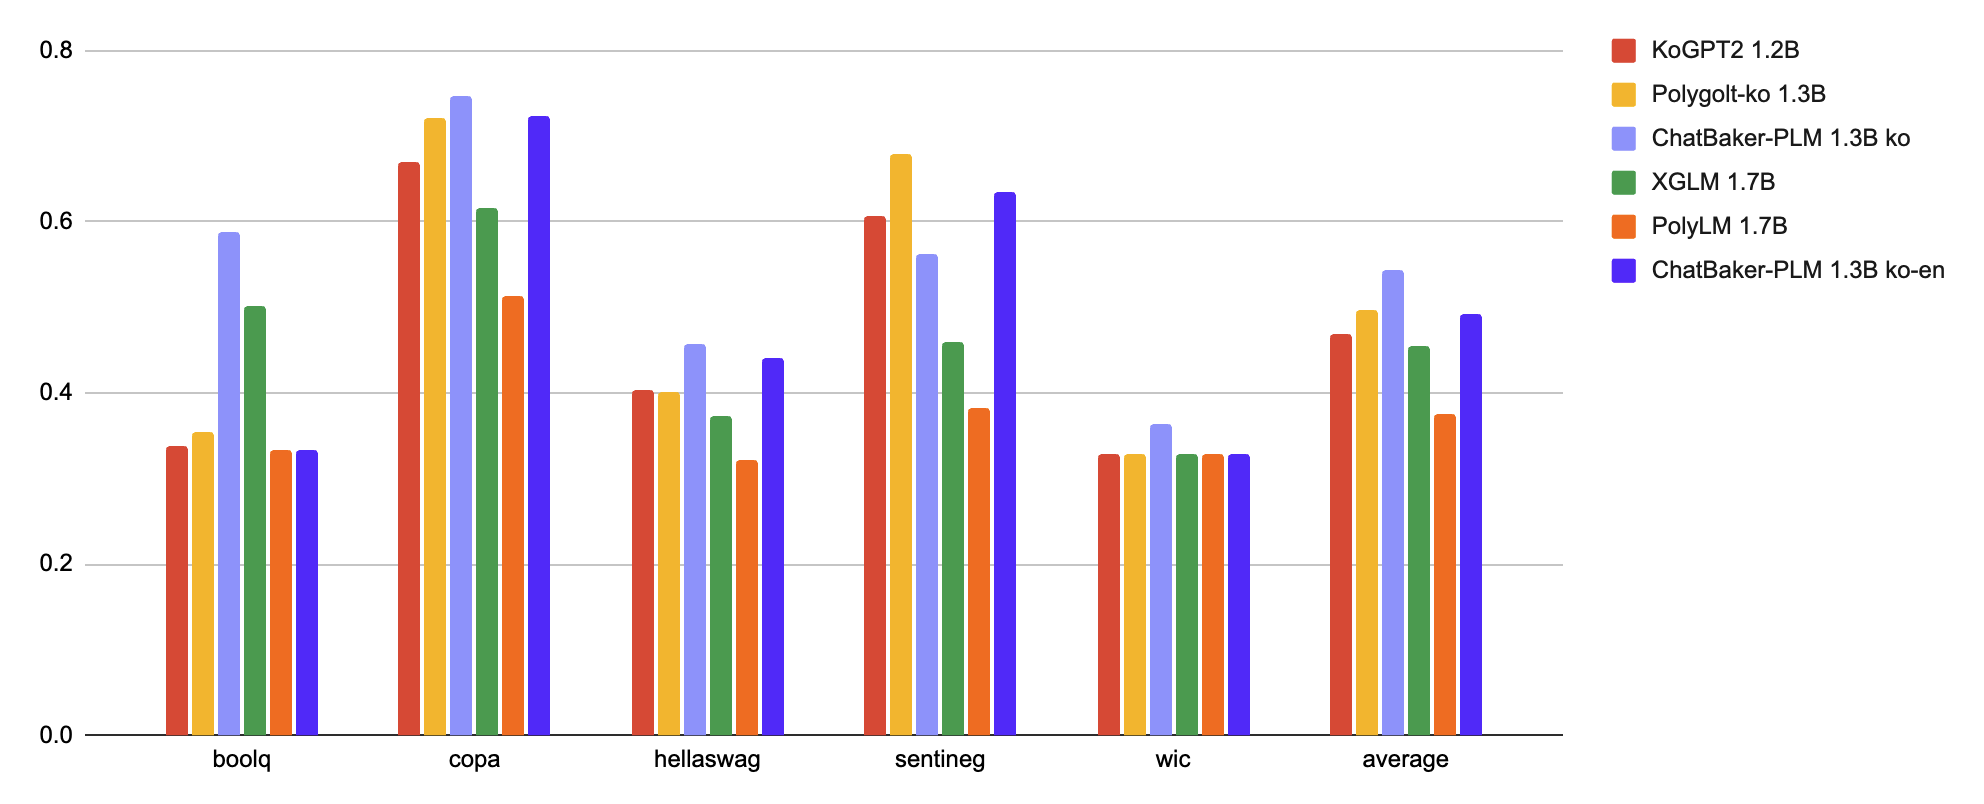 0.8
0.6
0.4
0.2
0.0
boolq
copa
hellaswag
sentineg
wic
average
KoGPT2 1.2B
Polygolt-ko 1.3B
ChatBaker-PLM 1.3B ko
XGLM 1.7B
PolyLM 1.7B
ChatBaker-PLM 1.3B ko-en